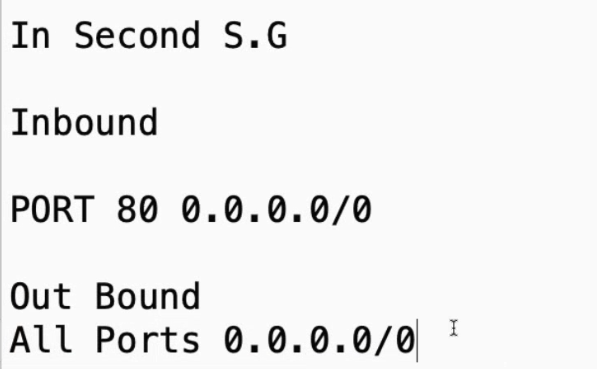 In Second S.G
Inbound
PORT 80 0.0.0.0/0
Out Bound
All Ports 0.0.0.0/0